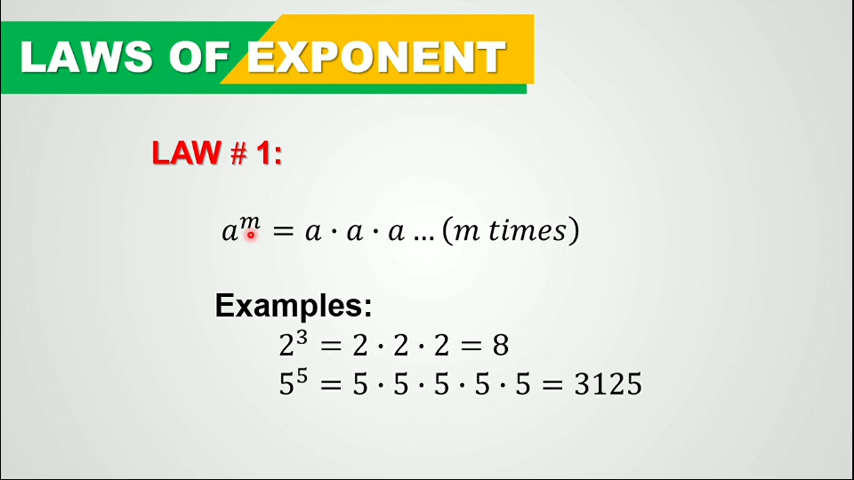 LAWS OF EXPONENT
LAW # 1:
aᵐ = a · a · a ... (m times)
Examples:
2³ = 2 · 2 · 2 = 8
5⁵ = 5 · 5 · 5 · 5 · 5 = 3125